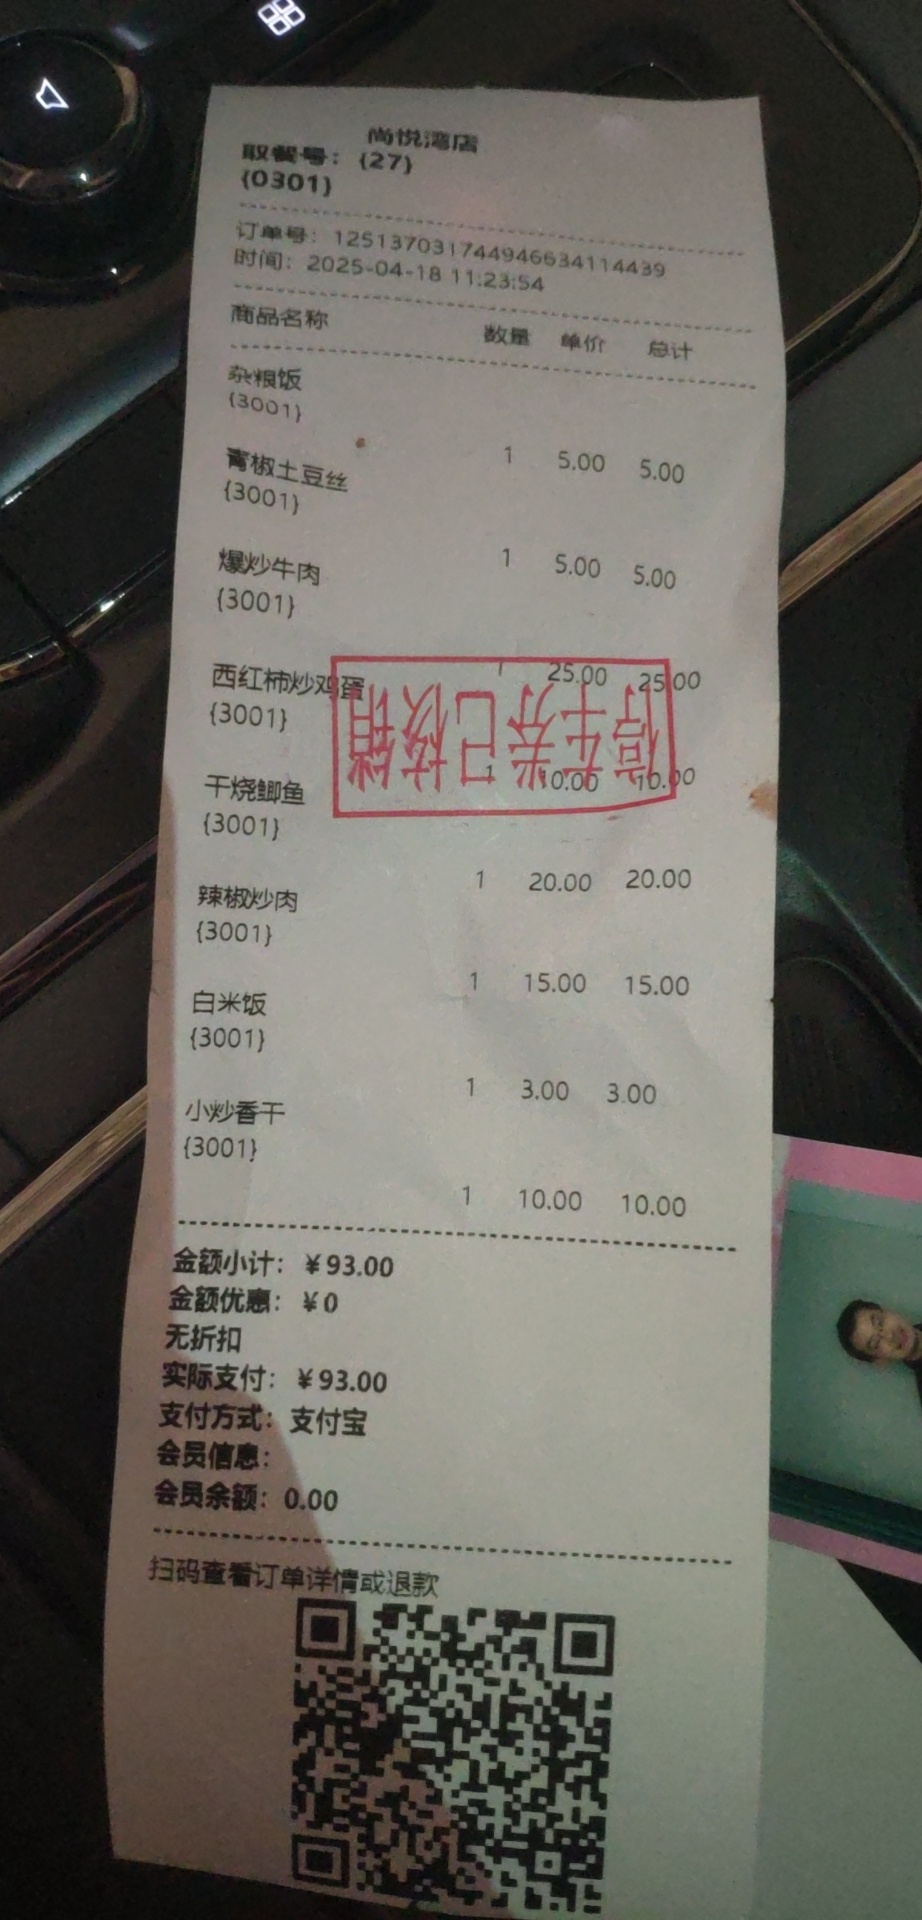 尚悦湾店
取餐号： {27}
{0301}
订单号：1251370317449466341​14439
时间：2025-04-18 11:23:54
商品名称 数量 单价 总计
杂粮饭
{3001}
1 5.00 5.00
青椒土豆丝
{3001}
1 5.00 5.00
爆炒牛肉
{3001}
1 25.00 25.00
西红柿炒鸡蛋
{3001}
1 10.00 10.00
停车券已核销
干烧鲫鱼
{3001}
1 20.00 20.00
辣椒炒肉
{3001}
1 15.00 15.00
白米饭
{3001}
1 3.00 3.00
小炒香干
{3001}
1 10.00 10.00
金额小计：￥93.00
金额优惠：￥0
无折扣
实际支付：￥93.00
支付方式：支付宝
会员信息：
会员余额：0.00
扫码查看订单详情或退款